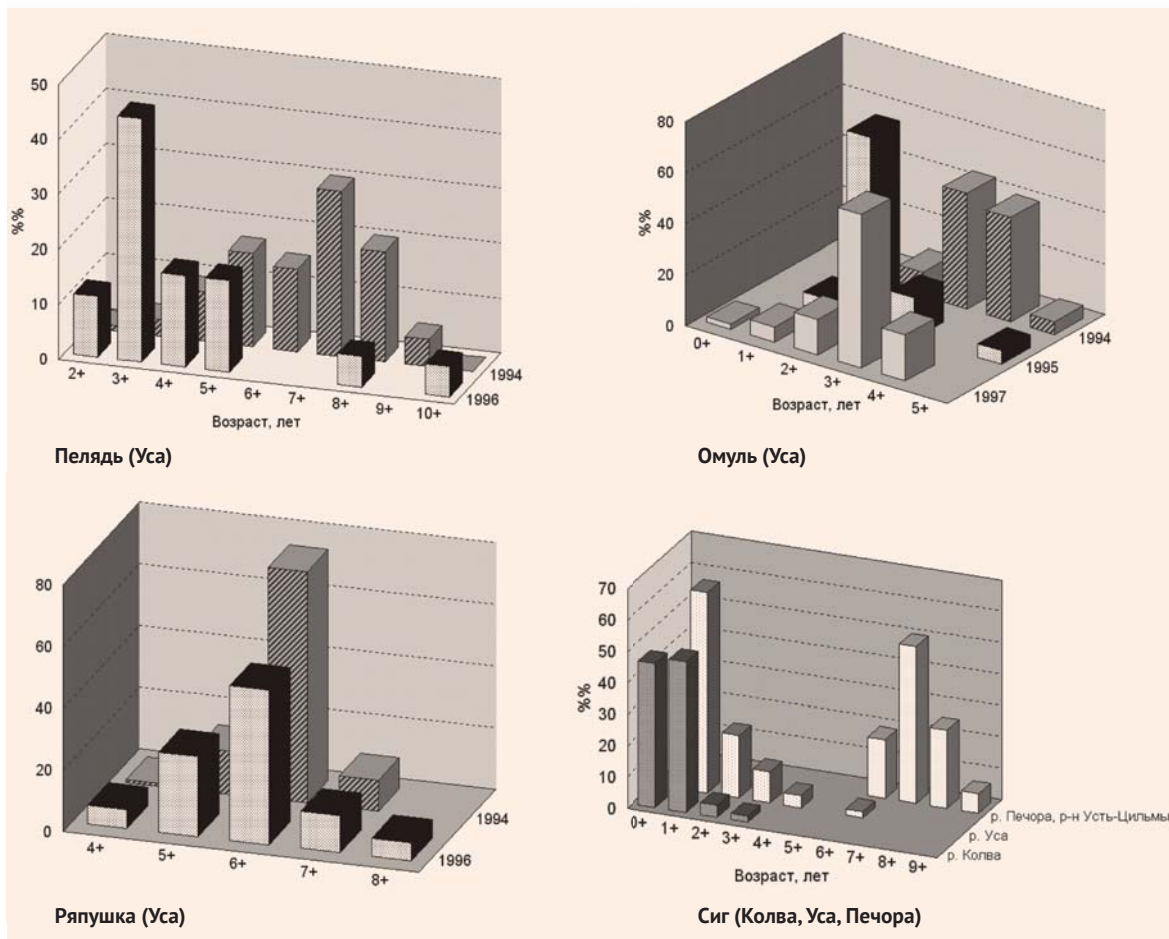 50
40
30
20
10
0
%%
2+ 3+ 4+ 5+ 6+ 7+ 8+ 9+ 10+
1994
1996
Возраст, лет
Пелядь (Уса)
80
60
40
20
0
%%
0+ 1+ 2+ 3+ 4+ 5+
1994
1995
1997
Возраст, лет
Омуль (Уса)
80
60
40
20
0
4+ 5+ 6+ 7+ 8+
1994
1996
Ряпушка (Уса)
70
60
50
40
30
20
10
0
%%
0+ 1+ 2+ 3+ 4+ 5+ 6+ 7+ 8+ 9+
р. Печора, р-н Усть-Цильмы
р. Уса
р. Колва
Возраст, лет
Сиг (Колва, Уса, Печора)